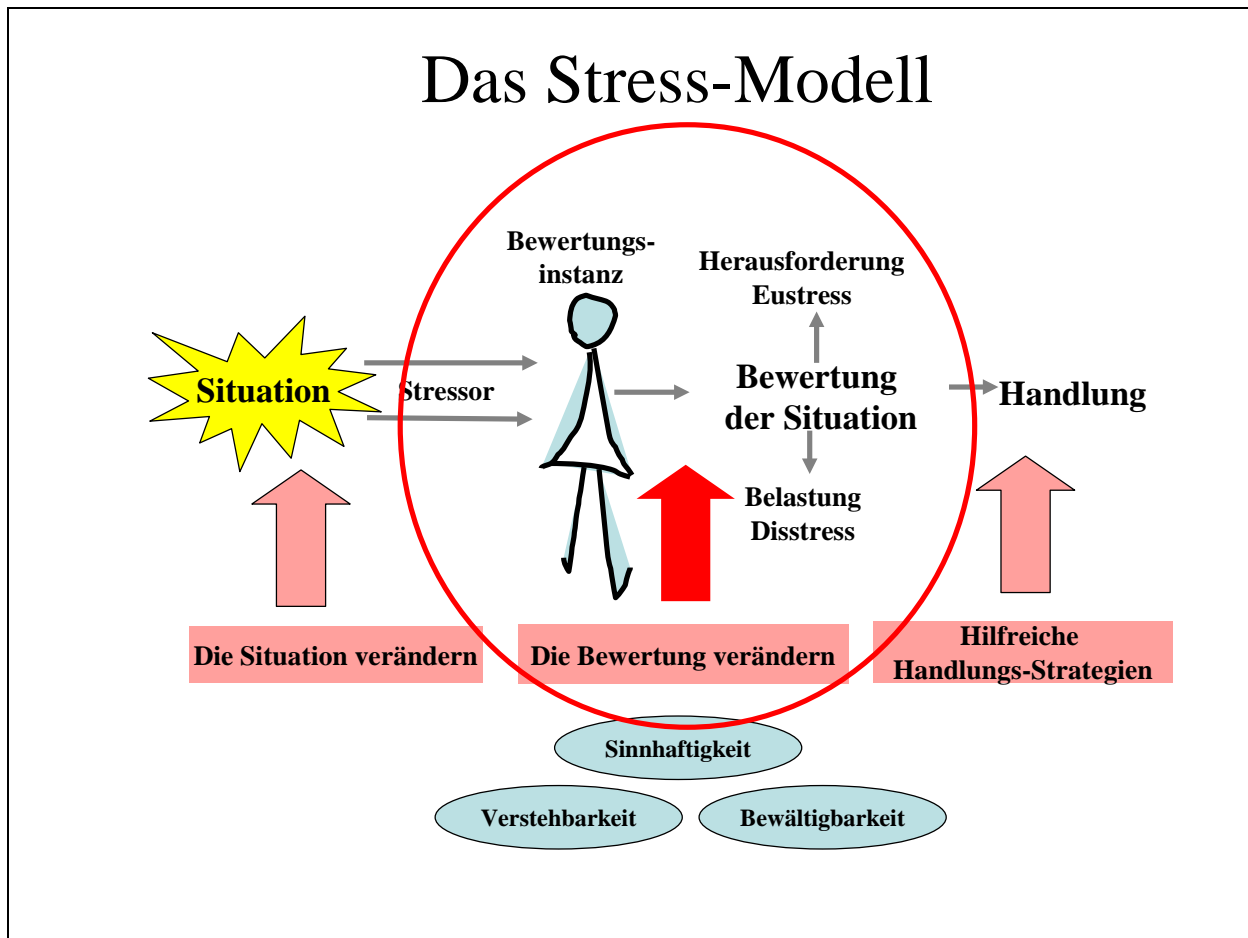 Das Stress-Modell
Bewertungs-
instanz
Herausforderung
Eustress
Situation
Stressor
Bewertung
der Situation
Handlung
Belastung
Disstress
Die Situation verändern
Die Bewertung verändern
Hilfreiche
Handlungs-Strategien
Sinnhaftigkeit
Verstehbarkeit
Bewältigbarkeit